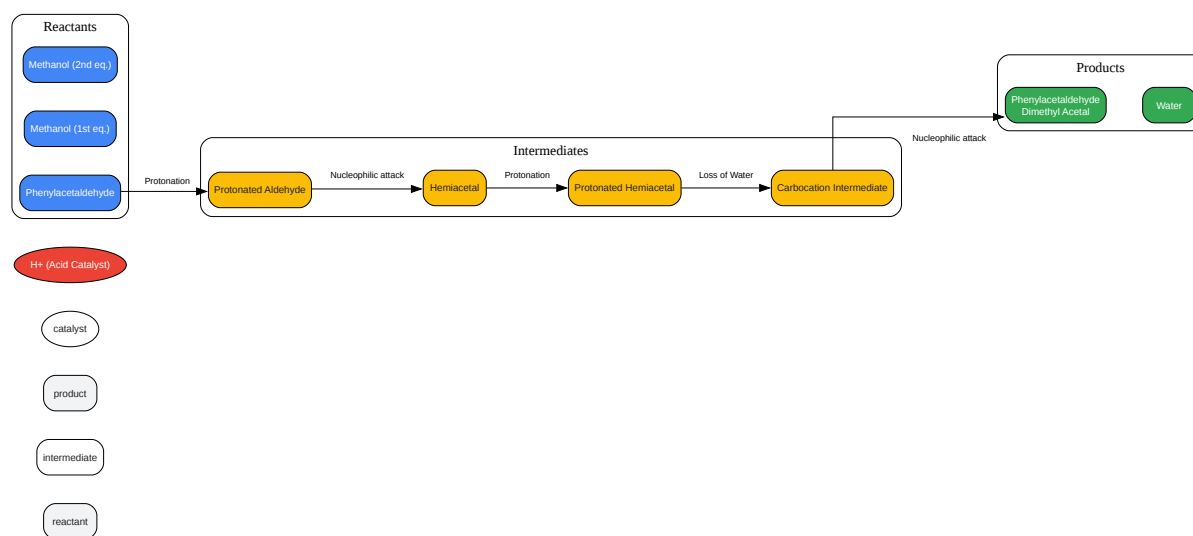 Reactants
Methanol (2nd eq.)
Methanol (1st eq.)
Phenylacetaldehyde
Protonation
Intermediates
Protonated Aldehyde
Nucleophilic attack
Hemiacetal
Protonation
Protonated Hemiacetal
Loss of Water
Carbocation Intermediate
Nucleophilic attack
Products
Phenylacetaldehyde
Dimethyl Acetal
Water
H+ (Acid Catalyst)
catalyst
product
intermediate
reactant